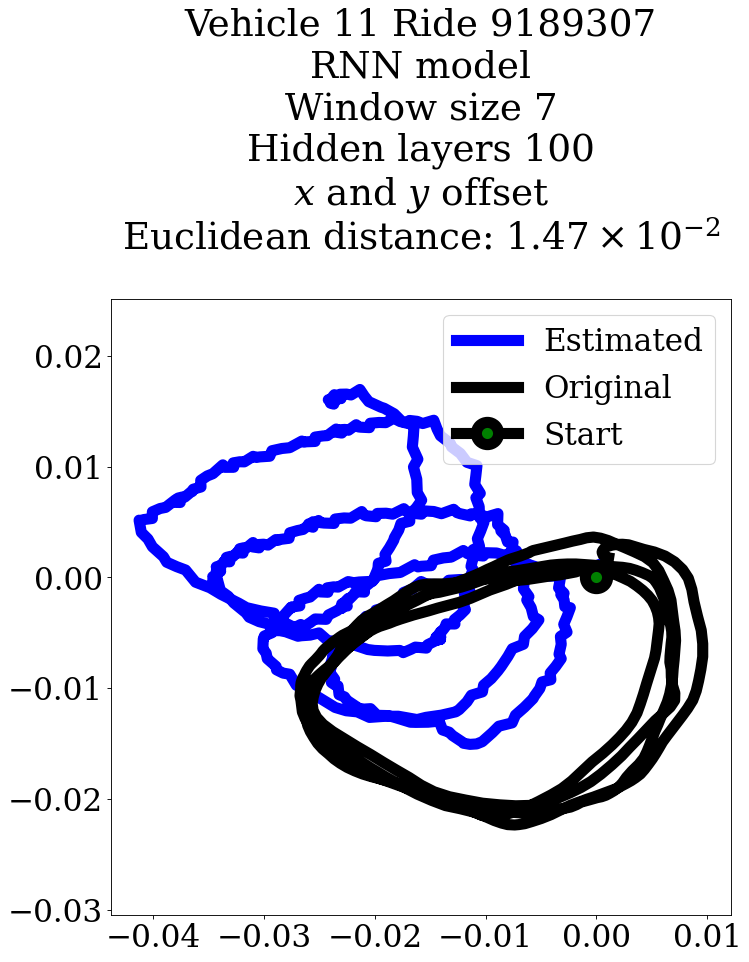 Vehicle 11 Ride 9189307
RNN model
Window size 7
Hidden layers 100
x and y offset
Euclidean distance: 1.47 × 10⁻²
Estimated
Original
Start
0.02
0.01
0.00
−0.01
−0.02
−0.03
−0.04 −0.03 −0.02 −0.01 0.00 0.01